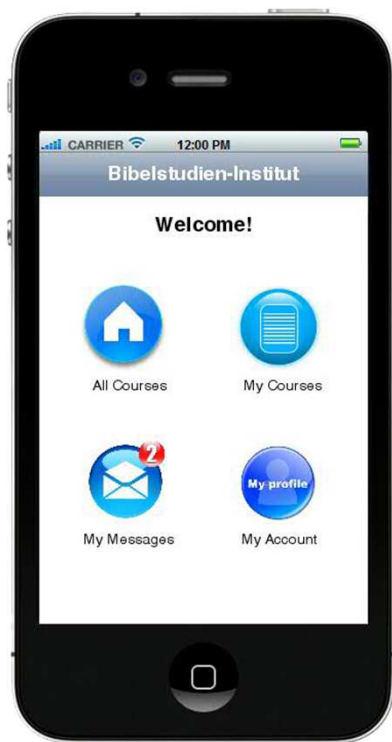 CARRIER 12:00 PM
Bibelstudien-Institut
Welcome!
All Courses My Courses
2
My profile
My Messages My Account